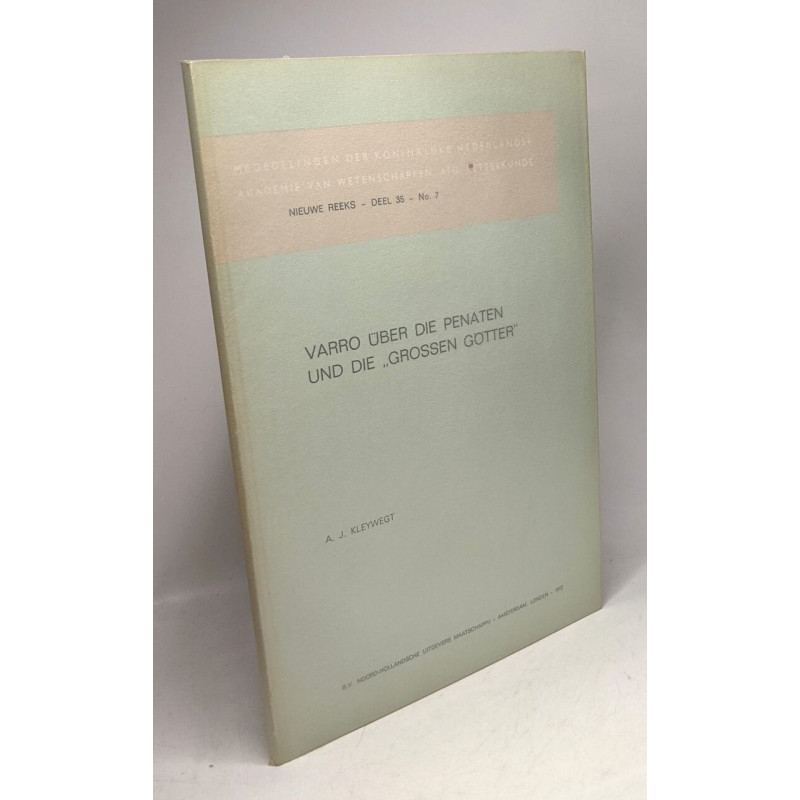 MEDEDELINGEN DER KONINKLIJKE NEDERLANDSE
AKADEMIE VAN WETENSCHAPPEN, AFD. LETTERKUNDE
NIEUWE REEKS – DEEL 35 – No. 7
VARRO ÜBER DIE PENATEN
UND DIE „GROSSEN GÖTTER"
A. J. KLEYWEGT
B.V. NOORD-HOLLANDSCHE UITGEVERS MAATSCHAPPIJ – AMSTERDAM, LONDEN –